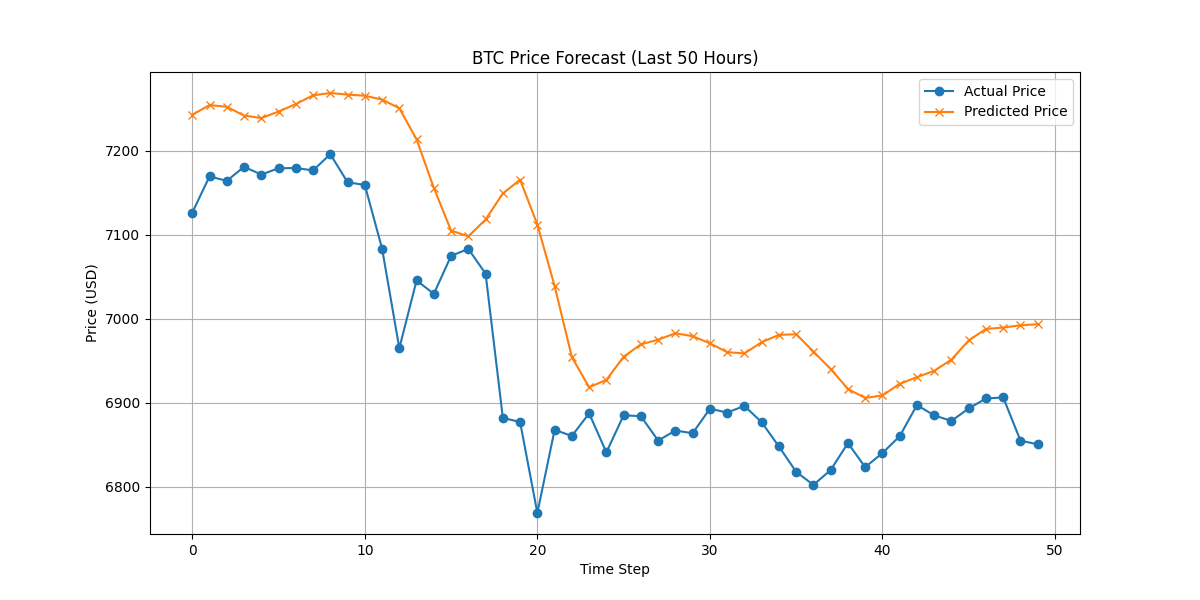 BTC Price Forecast (Last 50 Hours)
Actual Price
Predicted Price
7200
7100
7000
6900
6800
Price (USD)
0 10 20 30 40 50
Time Step